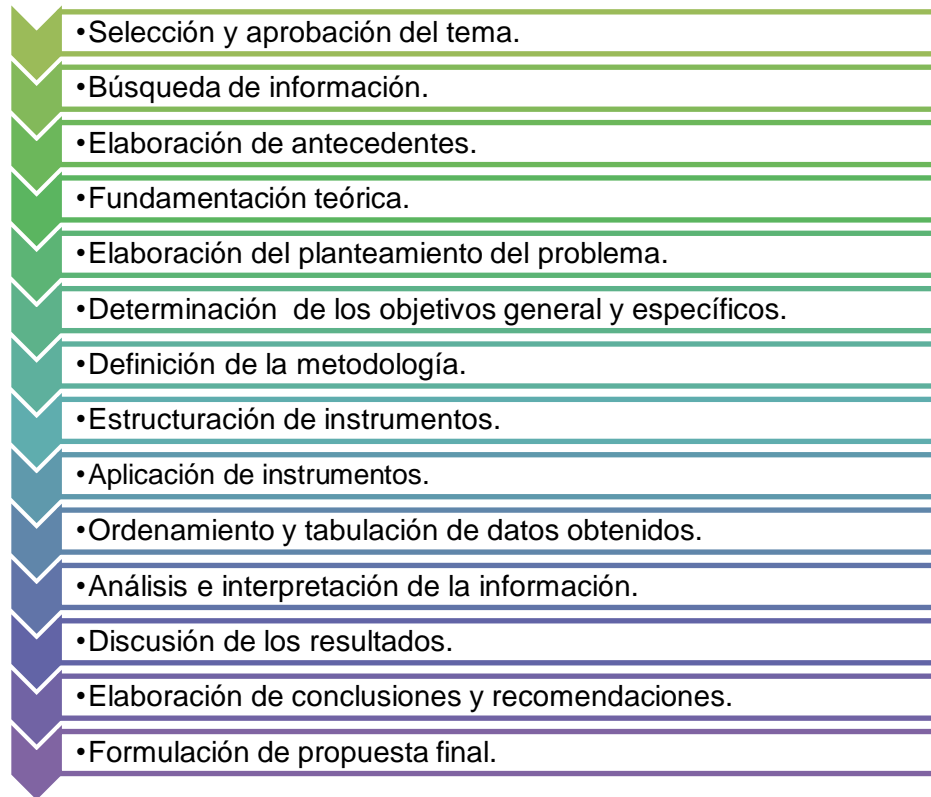 •Selección y aprobación del tema.
•Búsqueda de información.
•Elaboración de antecedentes.
•Fundamentación teórica.
•Elaboración del planteamiento del problema.
•Determinación  de los objetivos general y específicos.
•Definición de la metodología.
•Estructuración de instrumentos.
•Aplicación de instrumentos.
•Ordenamiento y tabulación de datos obtenidos.
•Análisis e interpretación de la información.
•Discusión de los resultados.
•Elaboración de conclusiones y recomendaciones.
•Formulación de propuesta final.